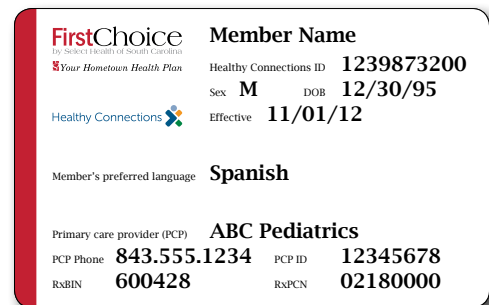 FirstChoice
by Select Health of South Carolina
Your Hometown Health Plan
Member Name
Healthy Connections ID 1239873200
Sex M DOB 12/30/95
Healthy Connections
Effective 11/01/12
Member's preferred language Spanish
Primary care provider (PCP) ABC Pediatrics
PCP Phone 843.555.1234 PCP ID 12345678
RxBIN 600428 RxPCN 02180000